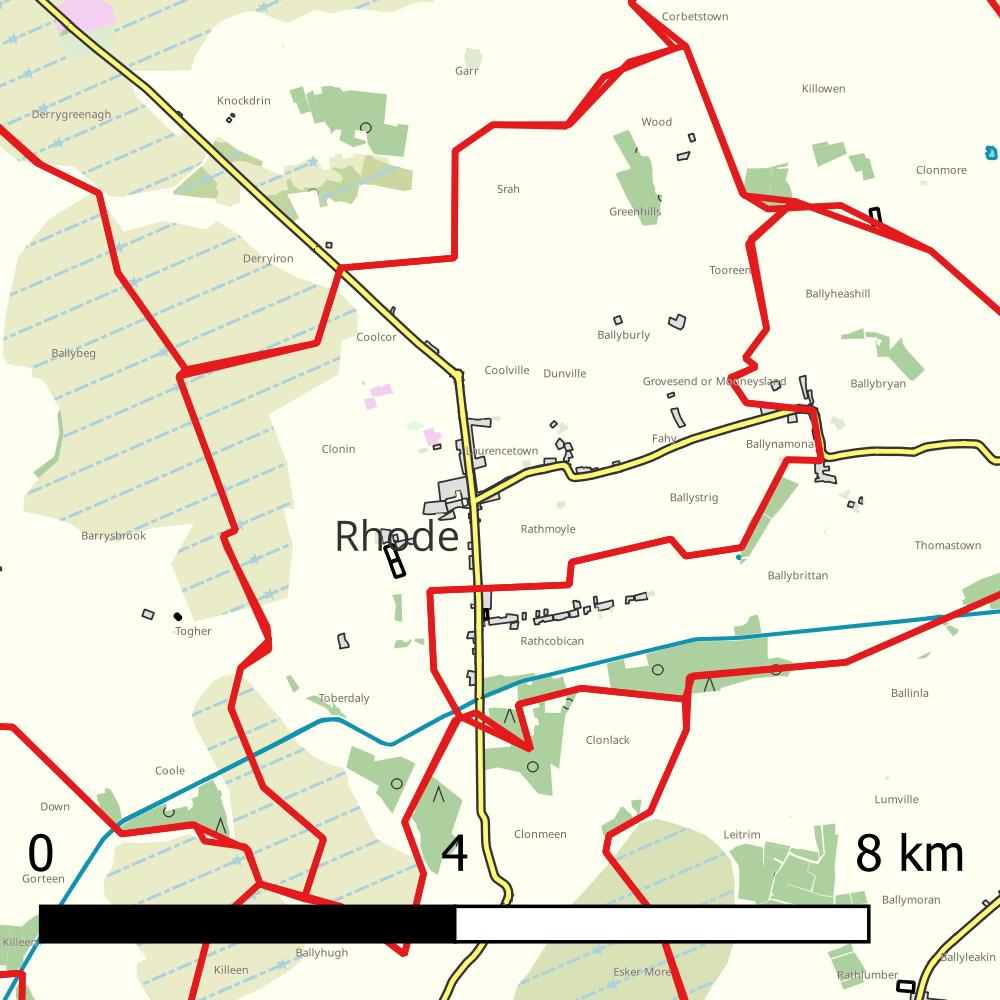 Corbetstown
Garr
Killowen
Knockdrin
Derrygreenagh
Wood
Clonmore
Srah
Greenhills
Derryiron
Tooreen
Ballyheashill
Coolcor
Ballyburly
Ballybeg
Coolville
Dunville
Grovesend or Mooneysland
Ballybryan
Clonin
Laurencetown
Fahy
Ballynamona
Ballystrig
Barrysbrook
Rhode
Rathmoyle
Thomastown
Ballybrittan
Togher
Rathcobican
Toberdaly
Ballinla
Clonlack
Coole
Down
Lumville
Clonmeen
Leitrim
0
4
8 km
Gorteen
Ballymoran
Killeen
Ballyhugh
Ballyleakin
Killeen
Esker More
Rathlumber